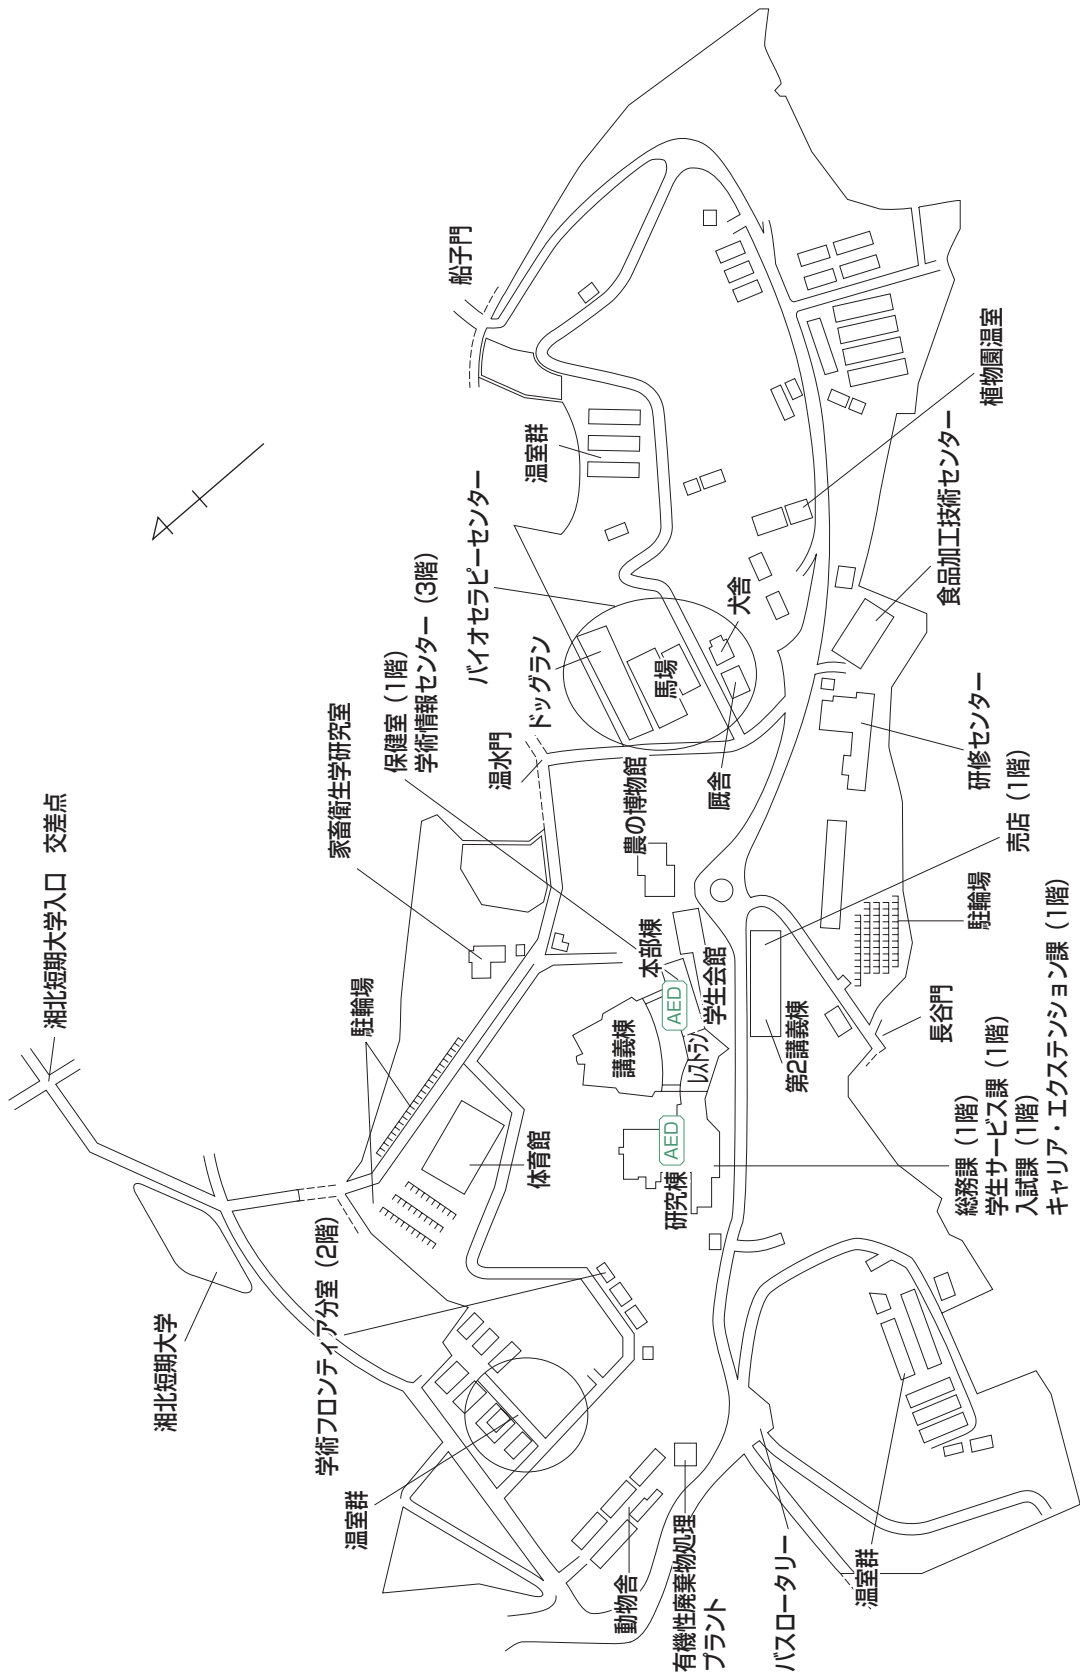 湘北短期大学入口　交差点
湘北短期大学
駐輪場
家畜衛生学研究室
保健室（1階）
学術情報センター（3階）
バイオセラピーセンター
船子門
温水門
ドッグラン
温室群
馬場
犬舎
厩舎
農の博物館
植物園温室
食品加工技術センター
研修センター
売店（1階）
駐輪場
長谷門
本部棟
学生会館
AED
講義棟
レストラン
第2講義棟
AED
研究棟
体育館
総務課（1階）
学生サービス課（1階）
入試課（1階）
キャリア・エクステンション課（1階）
学術フロンティア分室（2階）
温室群
動物舎
有機性廃棄物処理
プラント
バスロータリー
温室群